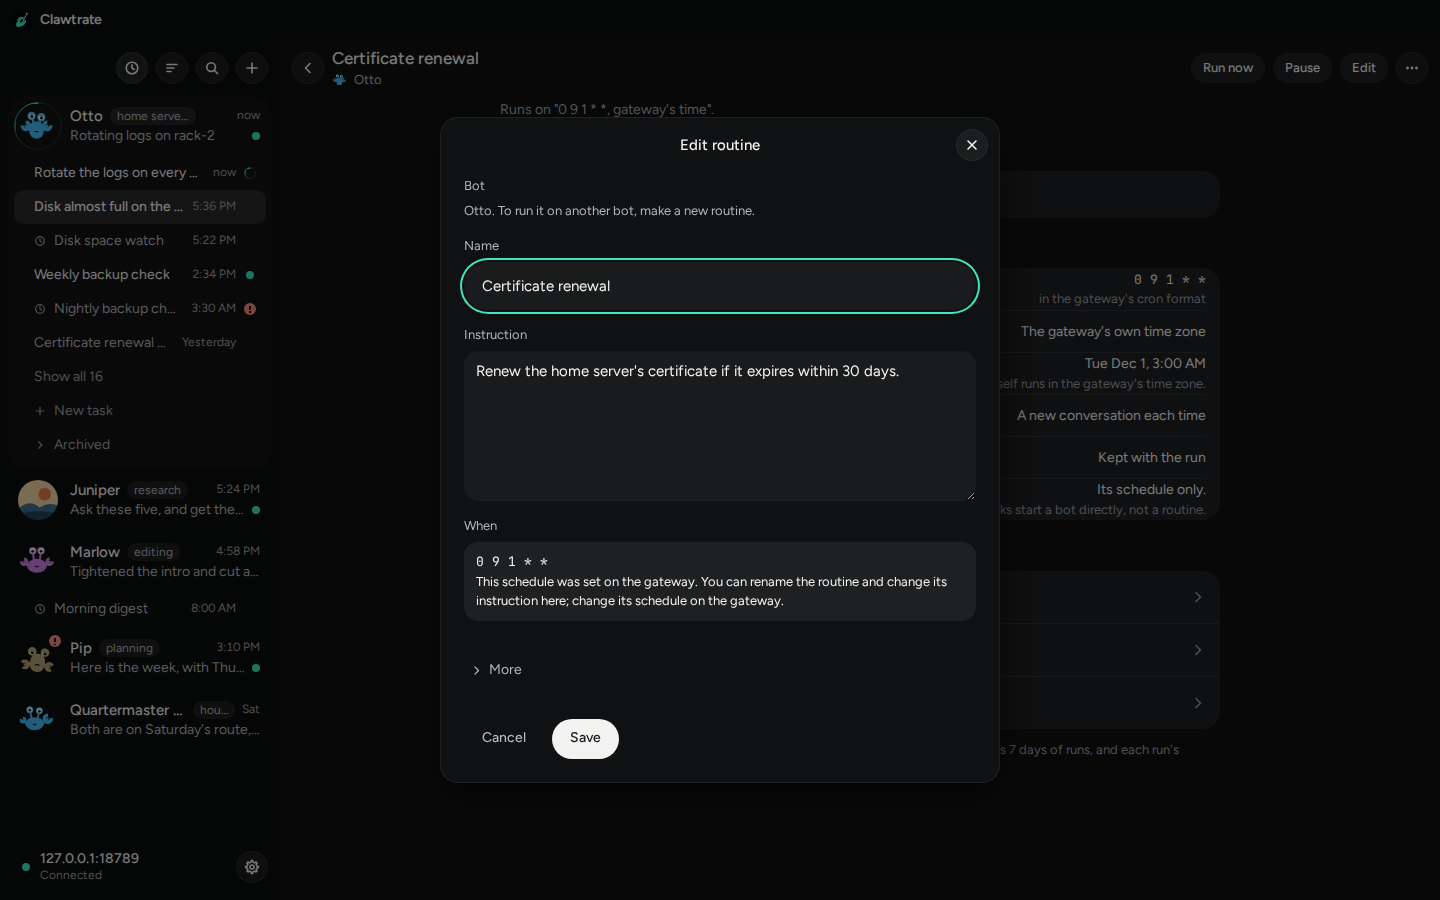 Clawtrate
Otto home serve... now
Rotating logs on rack-2
Rotate the logs on every ... now
Disk almost full on the ... 5:36 PM
Disk space watch 5:22 PM
Weekly backup check 2:34 PM
Nightly backup ch... 3:30 AM
Certificate renewal ... Yesterday
Show all 16
New task
Archived
Juniper research 5:24 PM
Ask these five, and get the...
Marlow editing 4:58 PM
Tightened the intro and cut a...
Morning digest 8:00 AM
Pip planning 3:10 PM
Here is the week, with Thu...
Quartermaster ... hou... Sat
Both are on Saturday's route,...
127.0.0.1:18789
Connected
Certificate renewal
Otto
Run now Pause Edit
Runs on "0 9 1 * *, gateway's time".
Edit routine
Bot
Otto. To run it on another bot, make a new routine.
Name
Certificate renewal
Instruction
Renew the home server's certificate if it expires within 30 days.
When
0 9 1 * *
This schedule was set on the gateway. You can rename the routine and change its
instruction here; change its schedule on the gateway.
More
Cancel Save
0 9 1 * *
in the gateway's cron format
The gateway's own time zone
Tue Dec 1, 3:00 AM
self runs in the gateway's time zone.
A new conversation each time
Kept with the run
Its schedule only.
ks start a bot directly, not a routine.
s 7 days of runs, and each run's